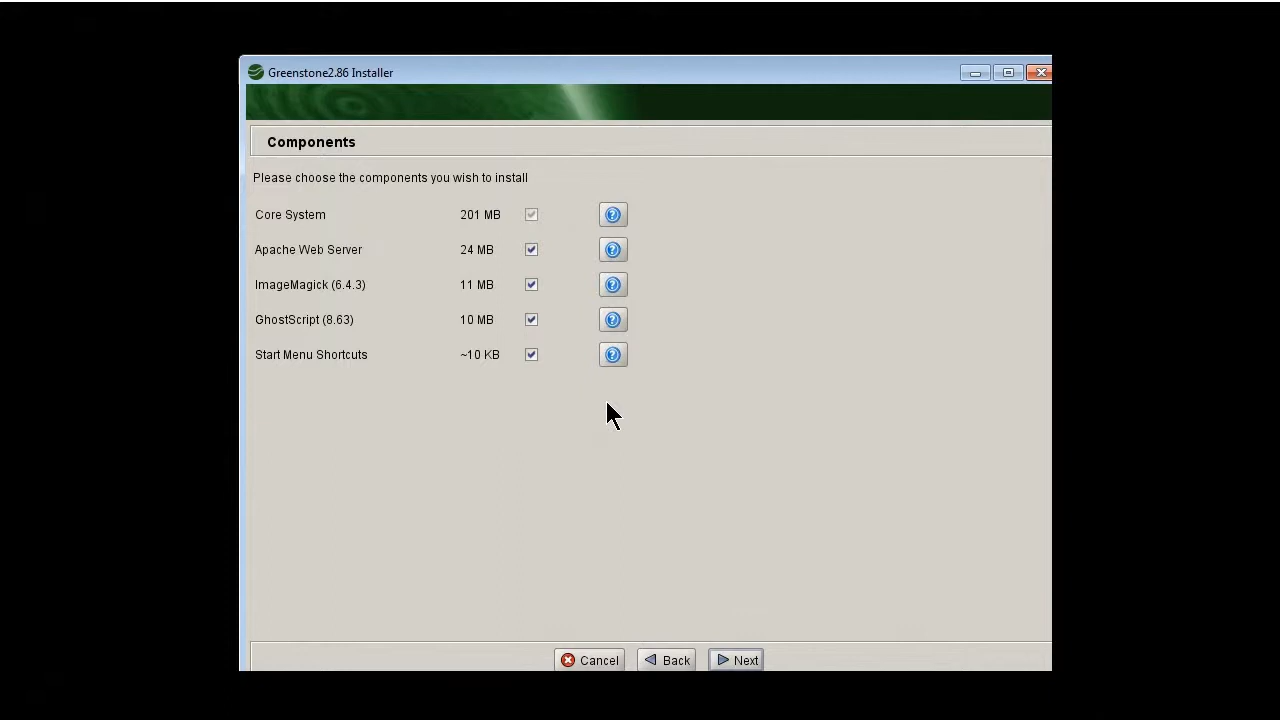 Greenstone2.86 Installer
Components
Please choose the components you wish to install
Core System 201 MB
Apache Web Server 24 MB
ImageMagick (6.4.3) 11 MB
GhostScript (8.63) 10 MB
Start Menu Shortcuts ~10 KB
Cancel Back Next